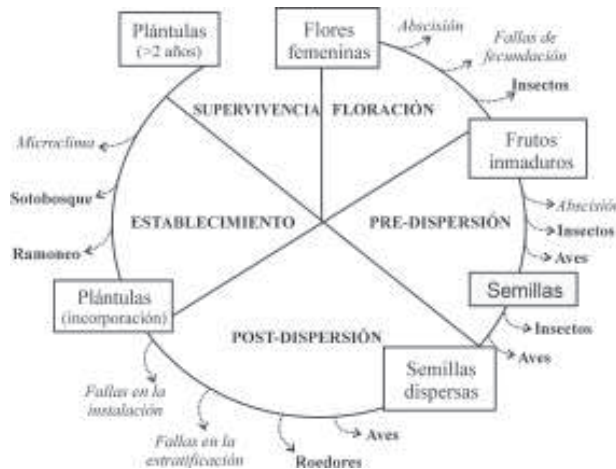 Plántulas
(>2 años)
Flores
femeninas
Abscisión
Fallas de
fecundación
Insectos
SUPERVIVENCIA
FLORACIÓN
Frutos
inmaduros
Microclima
Sotobosque
Ramoneo
ESTABLECIMIENTO
PRE-DISPERSIÓN
Abscisión
Insectos
Aves
Semillas
Insectos
Aves
Plántulas
(incorporación)
POST-DISPERSIÓN
Semillas
dispersas
Fallas en la
instalación
Fallas en la
estratificación
Roedores
Aves